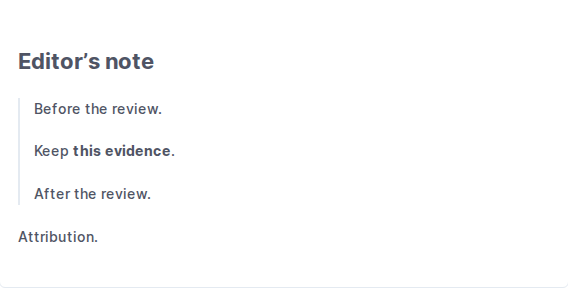 Editor’s note
Before the review.
Keep this evidence.
After the review.
Attribution.